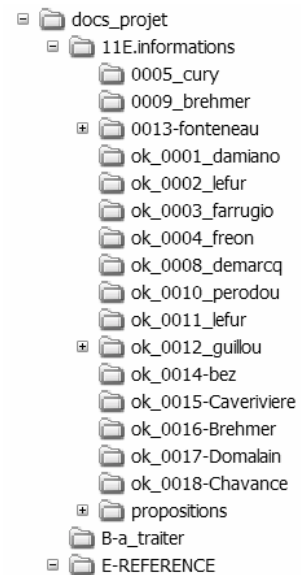 docs_projet
11E.informations
0005_cury
0009_brehmer
0013-fonteneau
ok_0001_damiano
ok_0002_lefur
ok_0003_farrugio
ok_0004_freon
ok_0008_demarcq
ok_0010_perodou
ok_0011_lefur
ok_0012_guillou
ok_0014-bez
ok_0015-Caveriviere
ok_0016-Brehmer
ok_0017-Domalain
ok_0018-Chavance
propositions
B-a_traiter
E-REFERENCE